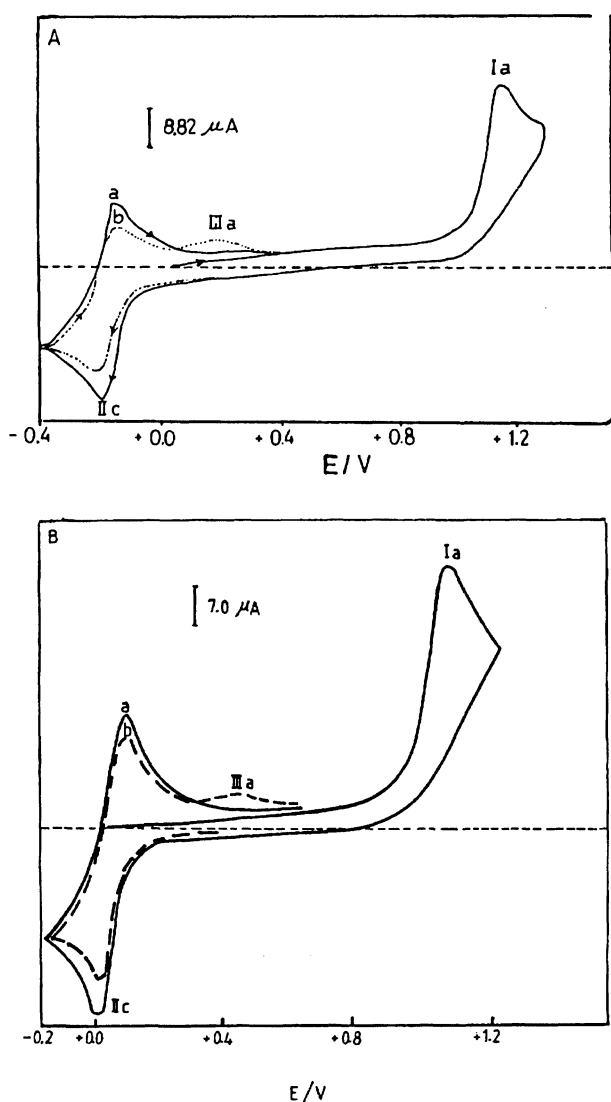 A
Ia
8.82 μA
a
b
IIIa
IIc
-0.4 +0.0 +0.4 +0.8 +1.2
E/V
B
Ia
7.0 μA
a
b
IIIa
IIc
-0.2 +0.0 +0.4 +0.8 +1.2
E/V